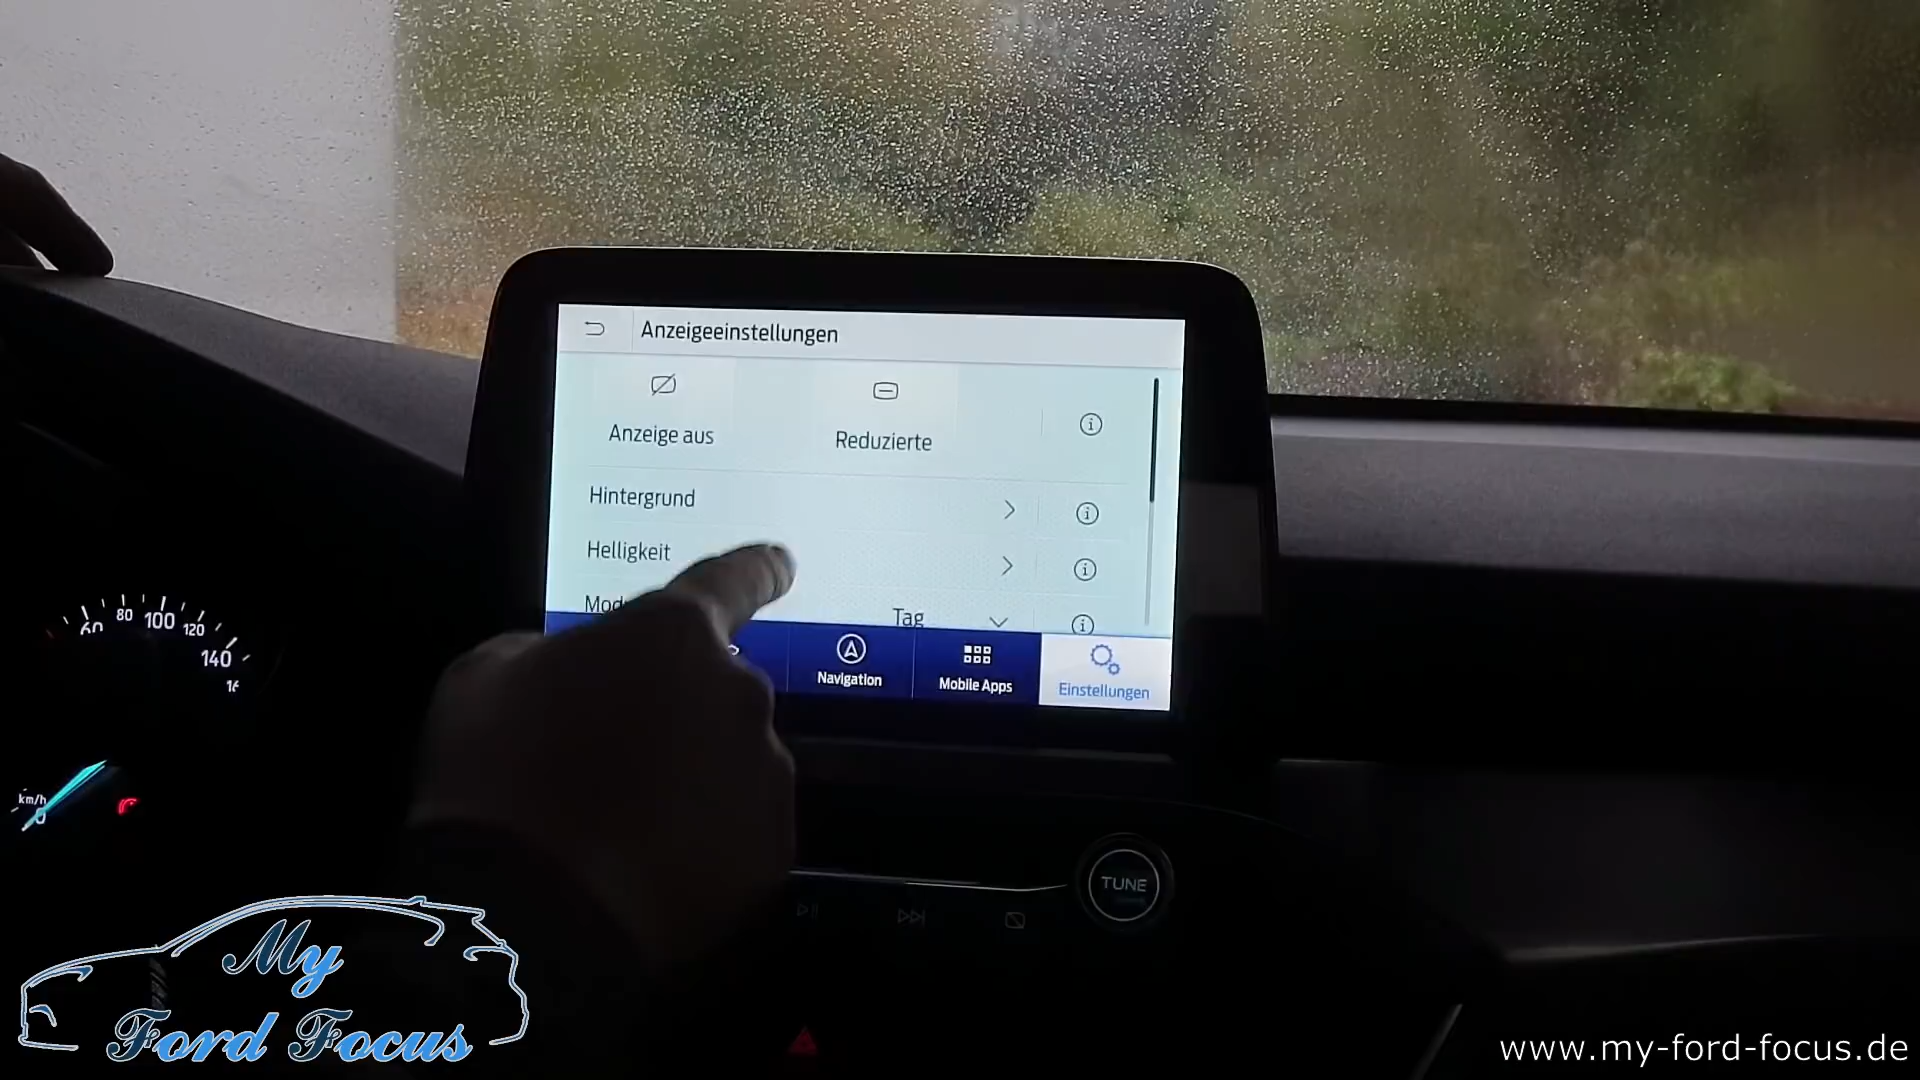 Anzeigeeinstellungen
Anzeige aus
Reduzierte
Hintergrund
Helligkeit
Tag
Navigation
Mobile Apps
Einstellungen
80
100
120
140
km/h
0
TUNE
My
Ford Focus
www.my-ford-focus.de